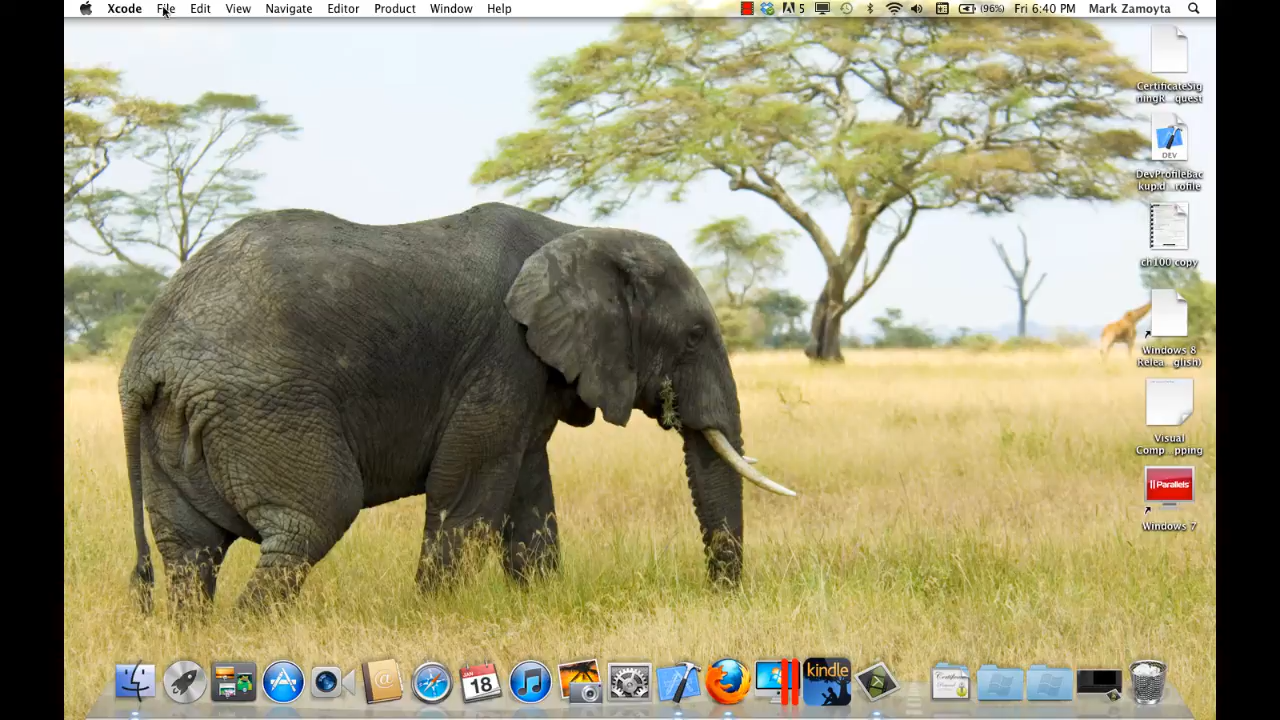 Xcode File Edit View Navigate Editor Product Window Help
5 (96%) Fri 6:40 PM Mark Zamoyta
CertificateSig
ningR...quest
DEV
DevProfileBac
kup.d...rofile
ch100 copy
Windows 8
Relea...glish)
Visual
Comp...pping
Parallels
Windows 7
JAN
18
kindle